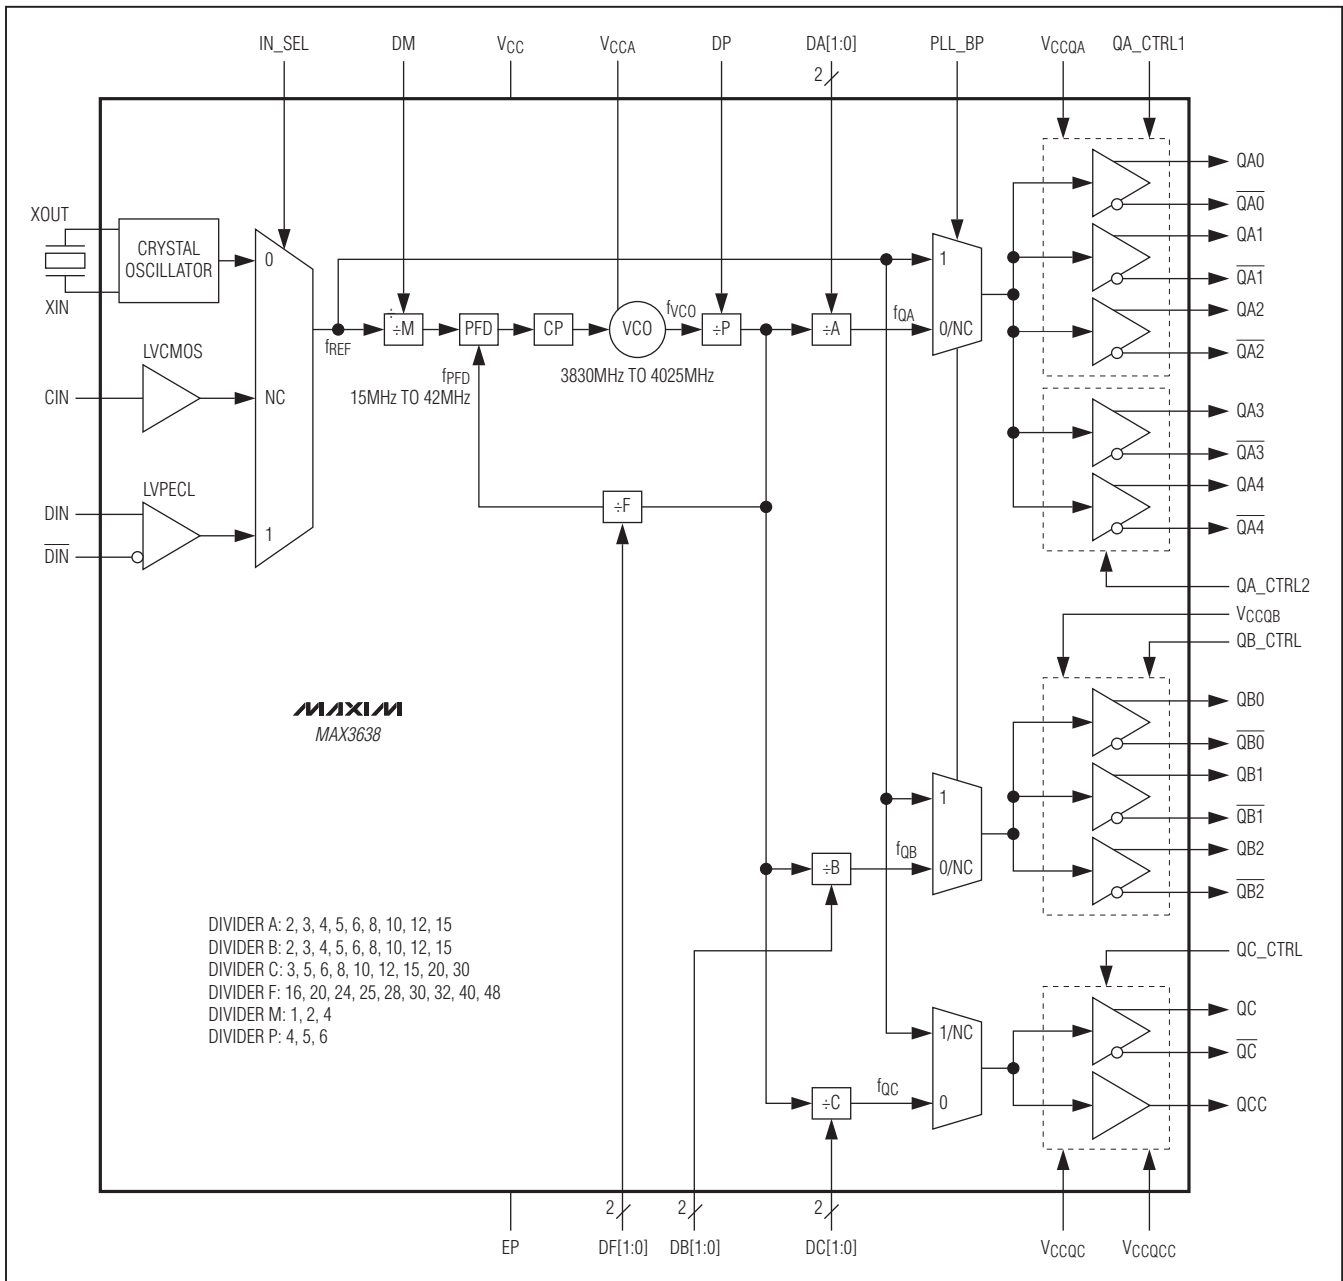 IN_SEL DM VCC VCCA DP DA[1:0] PLL_BP VCCQA QA_CTRL1
2
QA0
QA0
QA1
QA1
QA2
QA2
QA3
QA3
QA4
QA4
QA_CTRL2
VCCQB
QB_CTRL
QB0
QB0
QB1
QB1
QB2
QB2
QC_CTRL
QC
QC
QCC
XOUT
XIN
CRYSTAL
OSCILLATOR
LVCMOS
CIN
LVPECL
DIN
DIN
0
NC
1
fREF
÷
÷M
PFD
CP
VCO
fVCO
÷P
÷A
fQA
1
0/NC
fPFD
15MHz TO 42MHz
3830MHz TO 4025MHz
÷F
MAXIM
MAX3638
1
fQB
÷B
0/NC
1/NC
fQC
÷C
0
DIVIDER A: 2, 3, 4, 5, 6, 8, 10, 12, 15
DIVIDER B: 2, 3, 4, 5, 6, 8, 10, 12, 15
DIVIDER C: 3, 5, 6, 8, 10, 12, 15, 20, 30
DIVIDER F: 16, 20, 24, 25, 28, 30, 32, 40, 48
DIVIDER M: 1, 2, 4
DIVIDER P: 4, 5, 6
2 2 2
EP DF[1:0] DB[1:0] DC[1:0] VCCQC VCCQCC